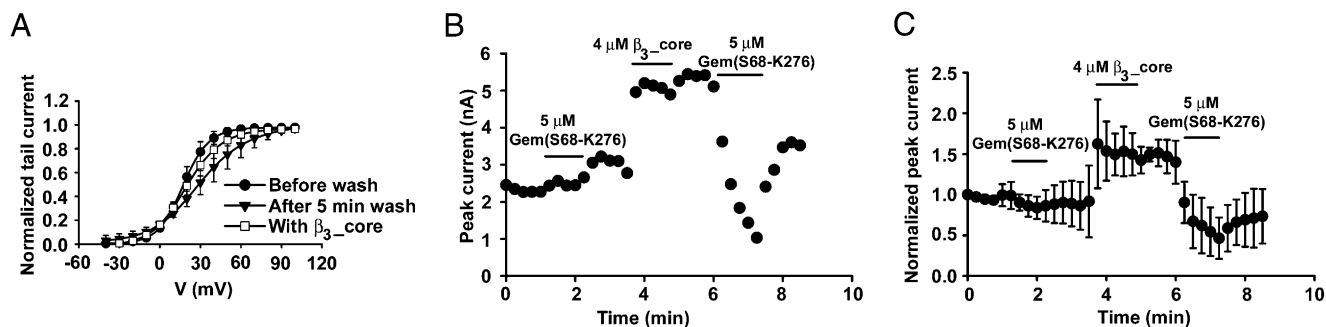 A
Normalized tail current
1.2
1.0
0.8
0.6
0.4
0.2
0.0
-60 -30 0 30 60 90 120
V (mV)
Before wash
After 5 min wash
With β3_core
B
Peak current (nA)
6
5
4
3
2
1
0
0 2 4 6 8 10
Time (min)
5 μM
Gem(S68-K276)
4 μM β3_core
5 μM
Gem(S68-K276)
C
Normalized peak current
2.5
2.0
1.5
1.0
0.5
0.0
0 2 4 6 8 10
Time (min)
5 μM
Gem(S68-K276)
4 μM β3_core
5 μM
Gem(S68-K276)